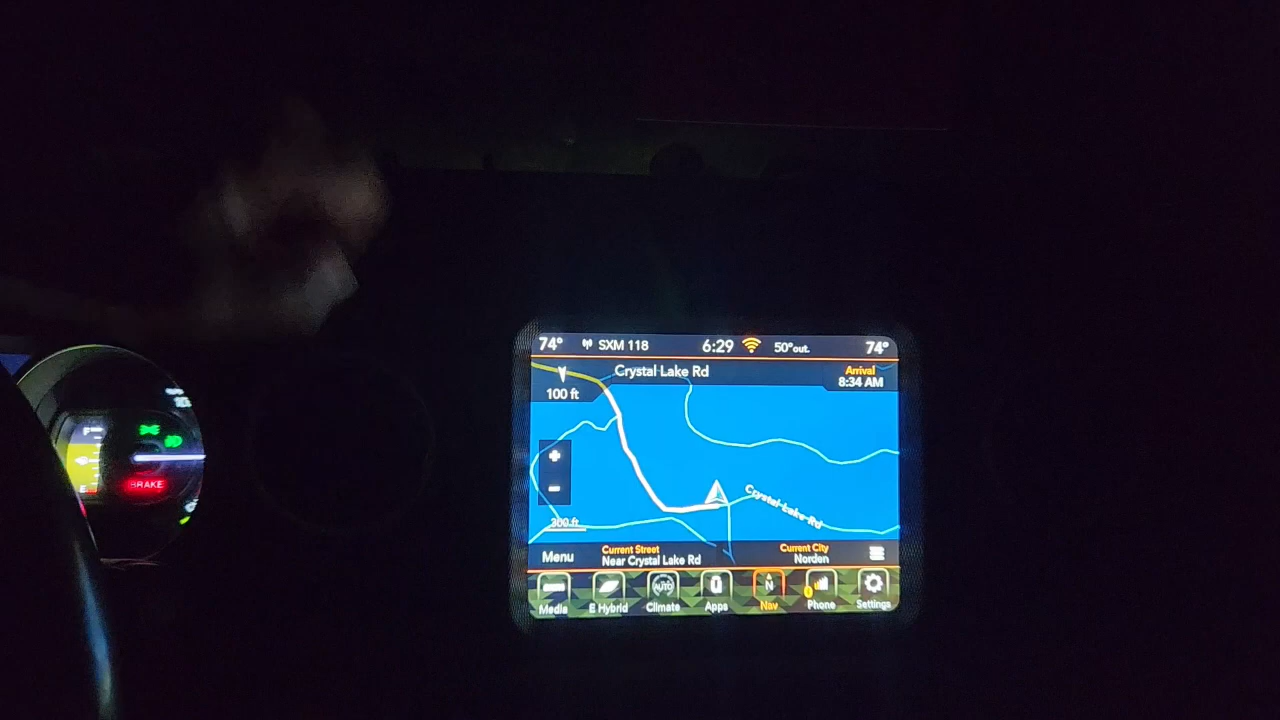 74°
SXM 118
6:29
50°out.
74°
Crystal Lake Rd
Arrival
8:34 AM
100 ft
+
-
300 ft
Crystal Lake Rd
Menu
Current Street
Near Crystal Lake Rd
Current City
Norden
Media
E Hybrid
AUTO
Climate
Apps
N
Nav
Phone
Settings
F
E
BRAKE